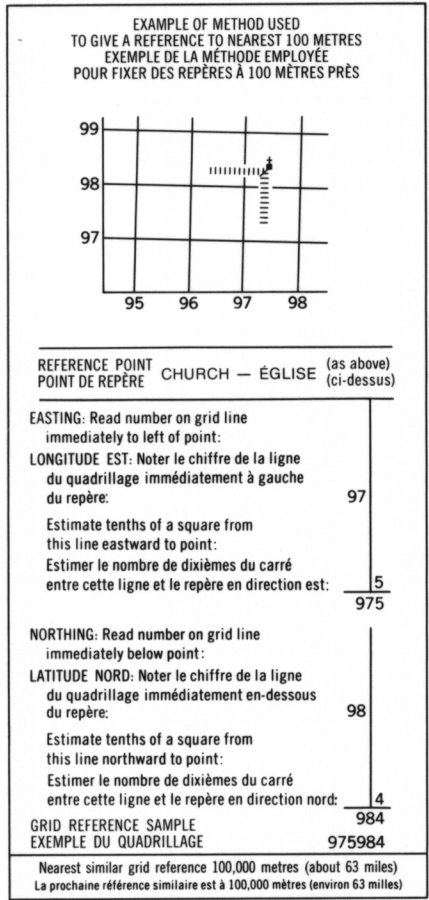 EXAMPLE OF METHOD USED
TO GIVE A REFERENCE TO NEAREST 100 METRES
EXEMPLE DE LA MÉTHODE EMPLOYÉE
POUR FIXER DES REPÈRES À 100 MÈTRES PRÈS
99
98
97
95 96 97 98
REFERENCE POINT
POINT DE REPÈRE
CHURCH — ÉGLISE
(as above)
(ci-dessus)
EASTING: Read number on grid line
immediately to left of point:
LONGITUDE EST: Noter le chiffre de la ligne
du quadrillage immédiatement à gauche
du repère: 97
Estimate tenths of a square from
this line eastward to point:
Estimer le nombre de dixièmes du carré
entre cette ligne et le repère en direction est: 5
975
NORTHING: Read number on grid line
immediately below point:
LATITUDE NORD: Noter le chiffre de la ligne
du quadrillage immédiatement en-dessous
du repère: 98
Estimate tenths of a square from
this line northward to point:
Estimer le nombre de dixièmes du carré
entre cette ligne et le repère en direction nord: 4
984
GRID REFERENCE SAMPLE
EXEMPLE DU QUADRILLAGE 975984
Nearest similar grid reference 100,000 metres (about 63 miles)
La prochaine référence similaire est à 100,000 mètres (environ 63 milles)